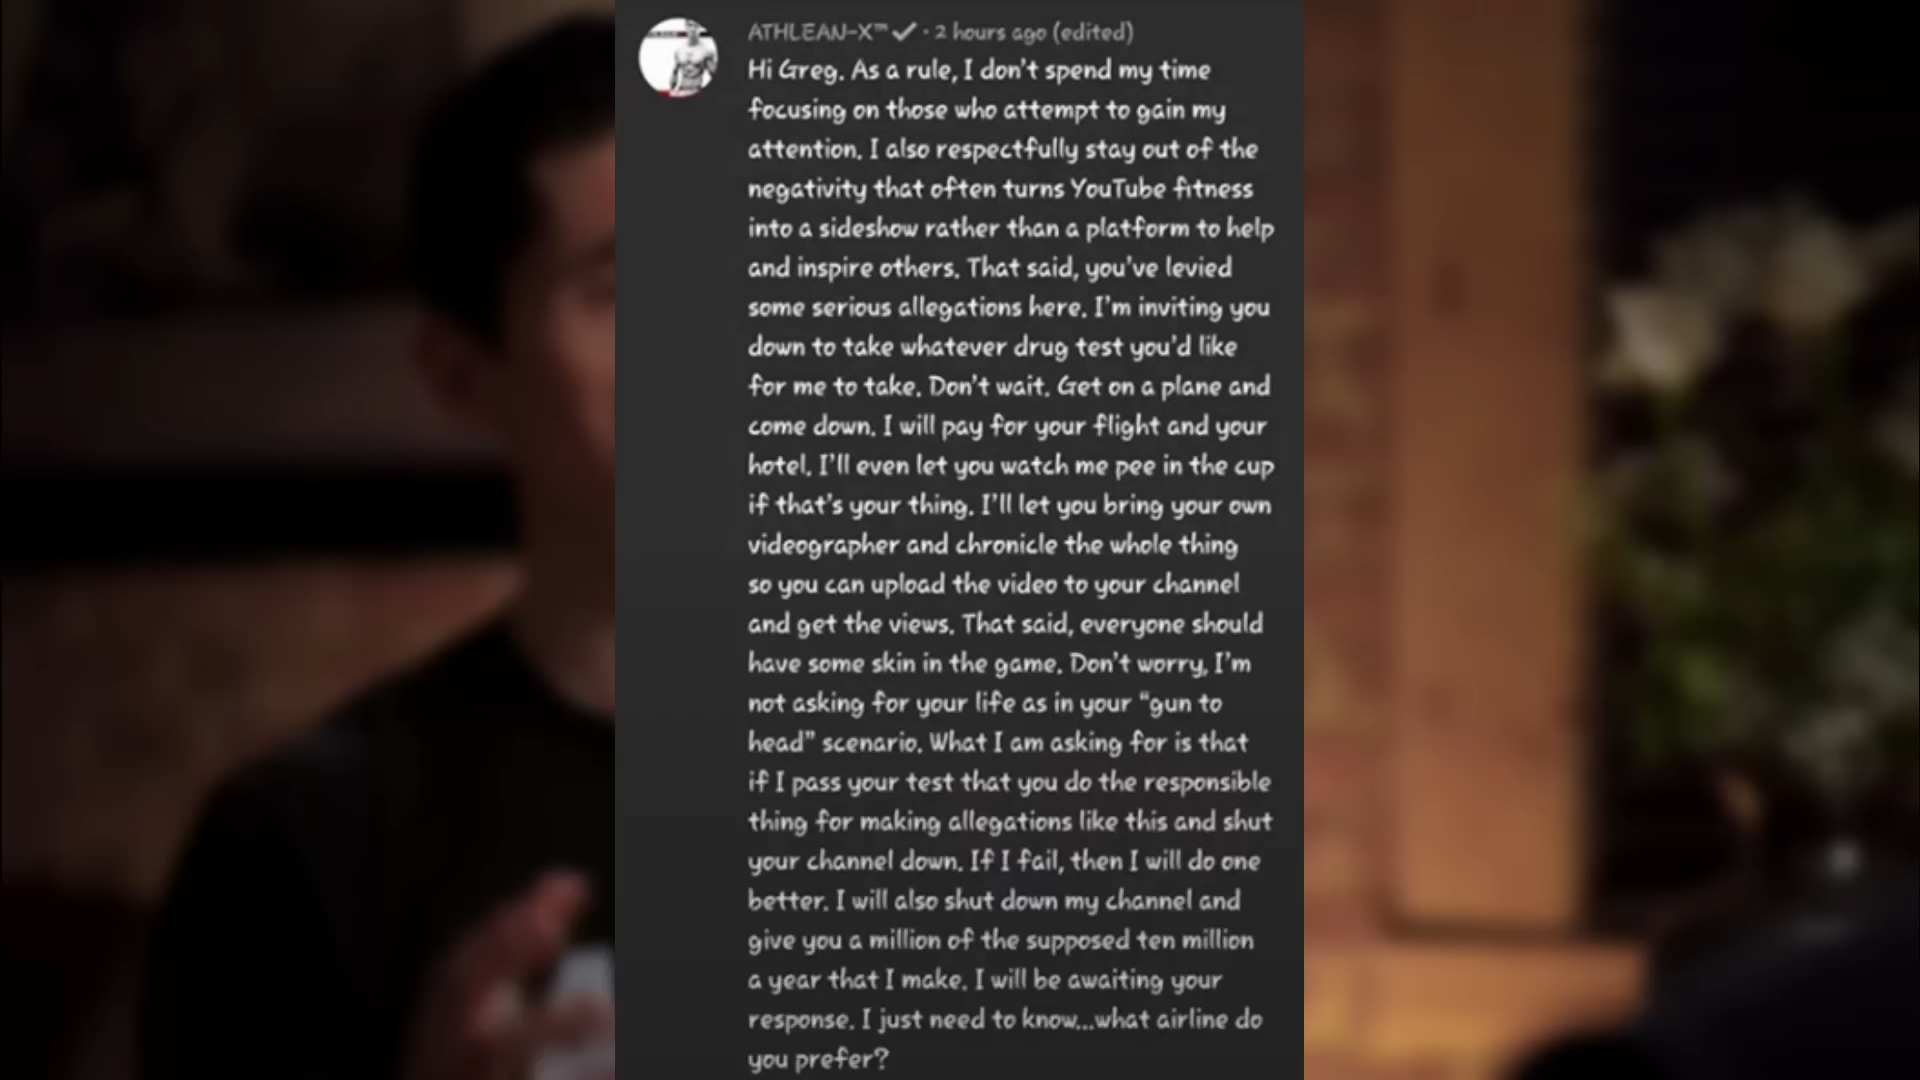 ATHLEAN-X™ ✓ · 2 hours ago (edited)
Hi Greg. As a rule, I don't spend my time
focusing on those who attempt to gain my
attention. I also respectfully stay out of the
negativity that often turns YouTube fitness
into a sideshow rather than a platform to help
and inspire others. That said, you've levied
some serious allegations here. I'm inviting you
down to take whatever drug test you'd like
for me to take. Don't wait. Get on a plane and
come down. I will pay for your flight and your
hotel. I'll even let you watch me pee in the cup
if that's your thing. I'll let you bring your own
videographer and chronicle the whole thing
so you can upload the video to your channel
and get the views. That said, everyone should
have some skin in the game. Don't worry, I'm
not asking for your life as in your “gun to
head” scenario. What I am asking for is that
if I pass your test that you do the responsible
thing for making allegations like this and shut
your channel down. If I fail, then I will do one
better. I will also shut down my channel and
give you a million of the supposed ten million
a year that I make. I will be awaiting your
response. I just need to know...what airline do
you prefer?